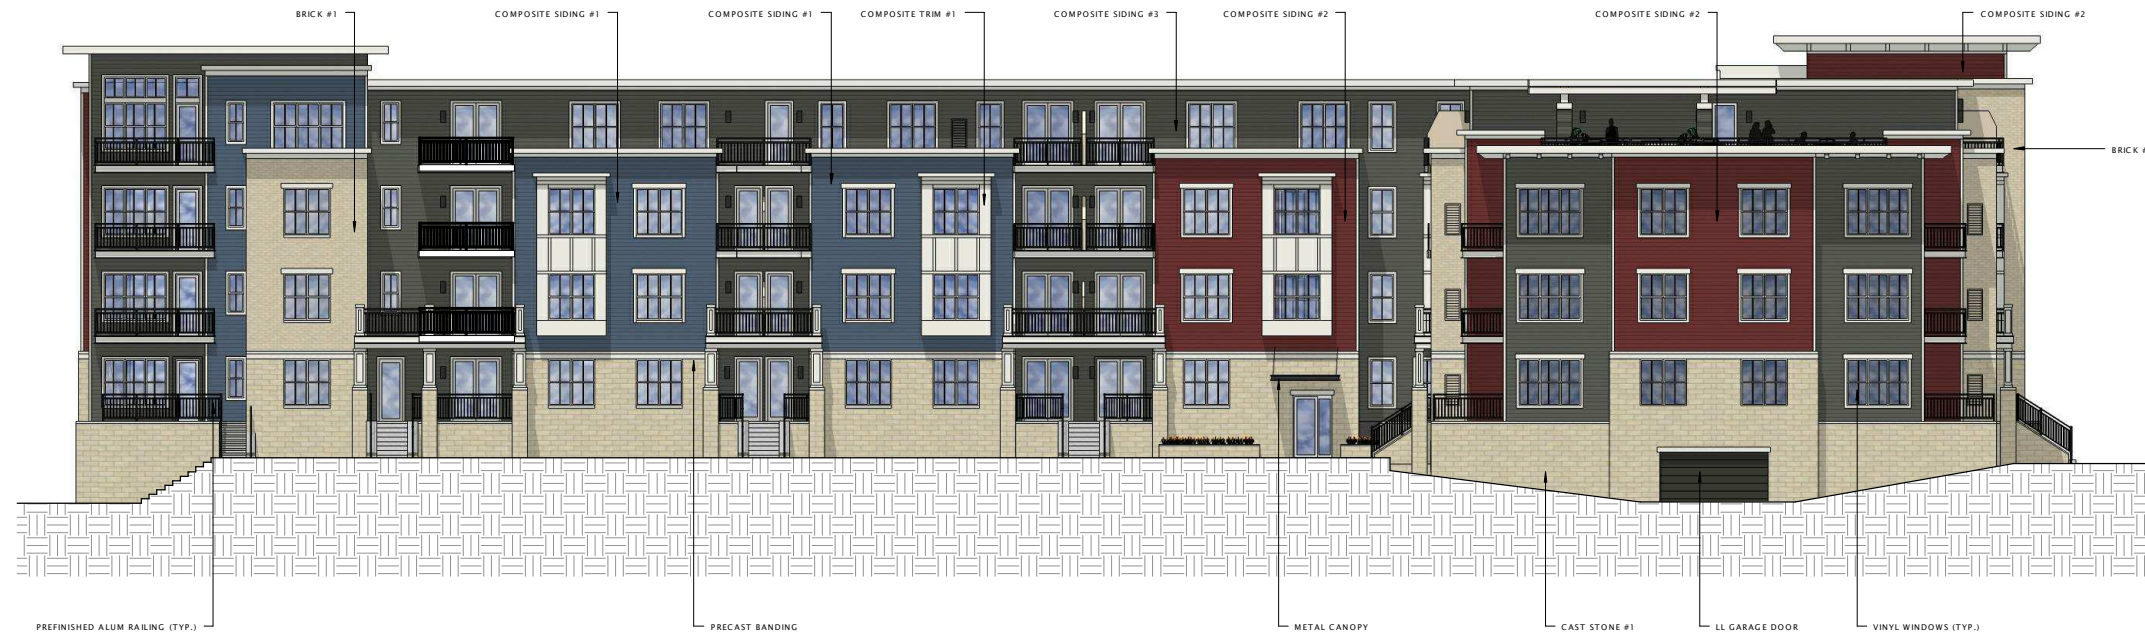 BRICK #1
COMPOSITE SIDING #1
COMPOSITE SIDING #1
COMPOSITE TRIM #1
COMPOSITE SIDING #3
COMPOSITE SIDING #2
COMPOSITE SIDING #2
COMPOSITE SIDING #2
BRICK #
PREFINISHED ALUM RAILING (TYP.)
PRECAST BANDING
METAL CANOPY
CAST STONE #1
LL GARAGE DOOR
VINYL WINDOWS (TYP.)